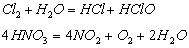 Cl₂ + H₂O = HCl + HClO
4HNO₃ = 4NO₂ + O₂ + 2H₂O